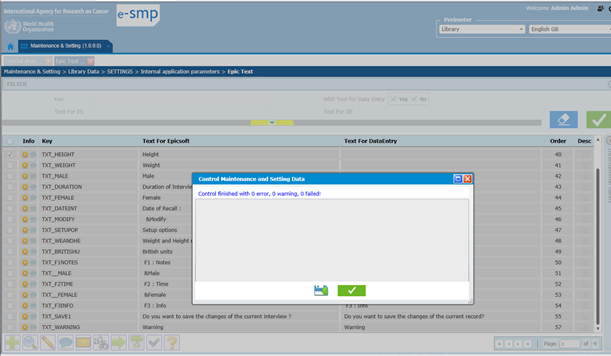 International Agency for Research on Cancer
World Health
Organization
e-smp
Welcome Admin Admin
Perimeter
Library
English GB
Maintenance & Setting (1.0.9.0)
Epic Text
Maintenance & Setting > Library Data > SETTINGS > Internal application parameters > Epic Text
FILTER
Key
With Text for Data Entry
Yes
No
Text For ES
Text For DE
Info Key Text For Epicsoft Text For DataEntry Order Desc
TXT_HEIGHT Height 40
TXT_WEIGHT Weight 41
TXT_MALE Male 42
TXT_DURATION Duration of Intervie 43
TXT_FEMALE Female 44
TXT_DATEINT Date of Recall : 45
TXT_MODIFY &Modify 46
TXT_SETUPOP Setup options 47
TXT_WEANDHE Weight and Height 48
TXT_BRITISHU British units 49
TXT_F1NOTES F1 : Notes 50
TXT__MALE &Male 51
TXT_F2TIME F2 : Time 52
TXT__FEMALE &Female 53
TXT_F3INFO F3 : Info F3 : Info 54
TXT_SAVE1 Do you want to save the changes of the current interview ? Do you want to save the changes of the current record? 55
TXT_WARNING Warning Warning 57
Control Maintenance and Setting Data
Control finished with 0 error, 0 warning, 0 failed!
Page of 4